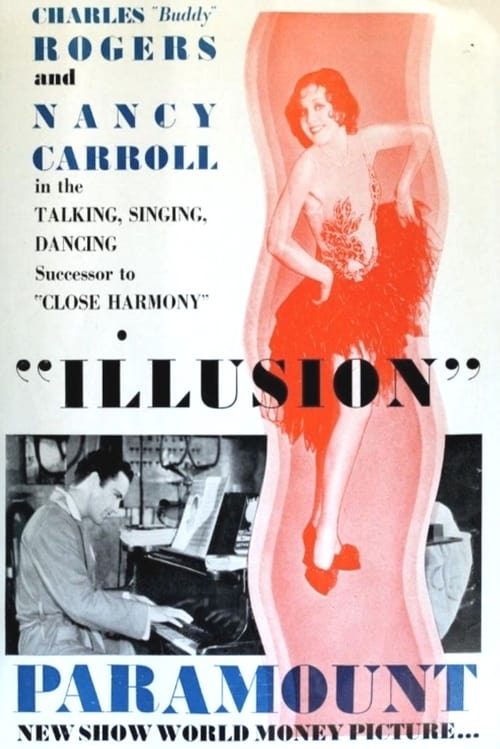 CHARLES "Buddy"
ROGERS
and
NANCY
CARROLL
in the
TALKING, SINGING,
DANCING
Successor to
"CLOSE HARMONY"
"ILLUSION"
PARAMOUNT
NEW SHOW WORLD MONEY PICTURE...